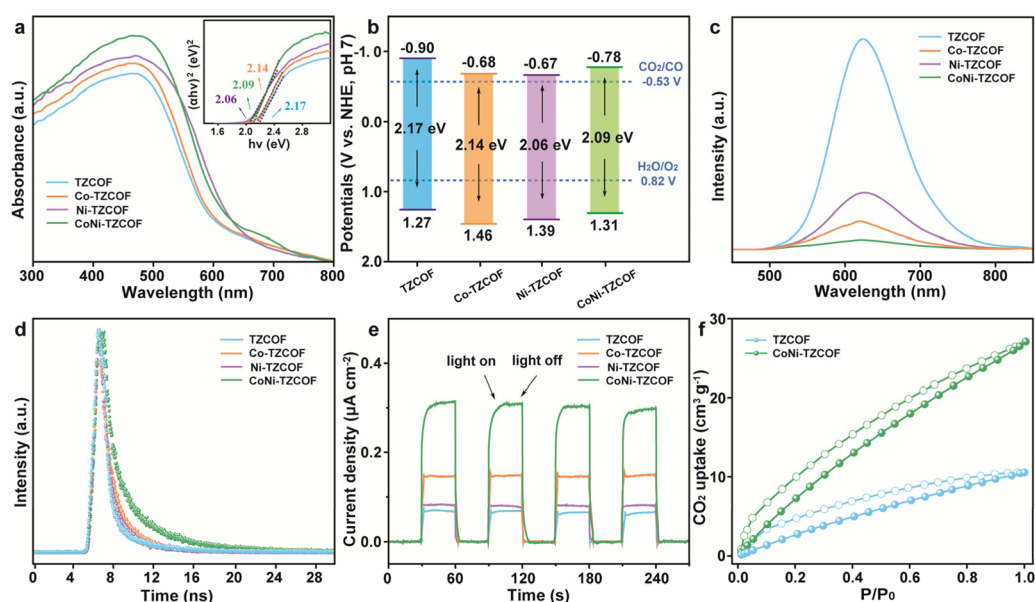 a
Absorbance (a.u.)
(αhν)² (eV)²
2.14
2.09
2.06
2.17
1.6 2.0 2.4 2.8
hν (eV)
TZCOF
Co-TZCOF
Ni-TZCOF
CoNi-TZCOF
300 400 500 600 700 800
Wavelength (nm)
b
Potentials (V vs. NHE, pH 7)
-1.0
0.0
1.0
2.0
-0.90
-0.68
-0.67
-0.78
CO₂/CO
-0.53 V
2.17 eV
2.14 eV
2.06 eV
2.09 eV
H₂O/O₂
0.82 V
1.27
1.46
1.39
1.31
TZCOF
Co-TZCOF
Ni-TZCOF
CoNi-TZCOF
c
Intensity (a.u.)
TZCOF
Co-TZCOF
Ni-TZCOF
CoNi-TZCOF
500 600 700 800
Wavelength (nm)
d
Intensity (a.u.)
TZCOF
Co-TZCOF
Ni-TZCOF
CoNi-TZCOF
0 4 8 12 16 20 24 28
Time (ns)
e
Current density (μA cm⁻²)
0.4
0.2
0.0
light on
light off
TZCOF
Co-TZCOF
Ni-TZCOF
CoNi-TZCOF
0 60 120 180 240
Time (s)
f
CO₂ uptake (cm³ g⁻¹)
30
20
10
0
TZCOF
CoNi-TZCOF
0.0 0.2 0.4 0.6 0.8 1.0
P/P₀